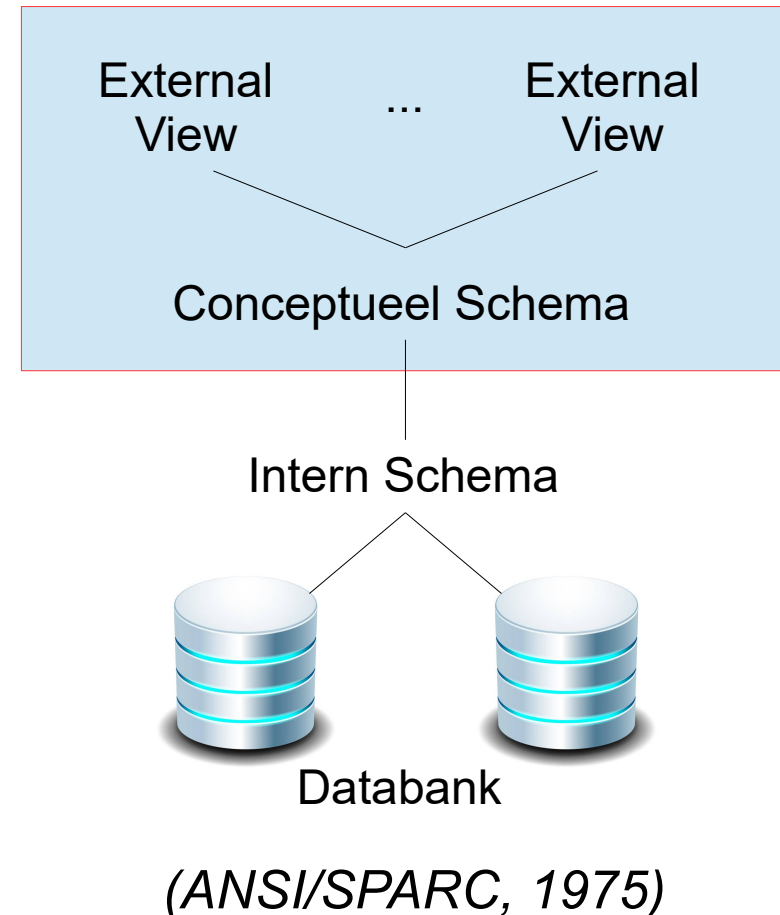 External ... External
View View
Conceptueel Schema
Intern Schema
Databank
(ANSI/SPARC, 1975)